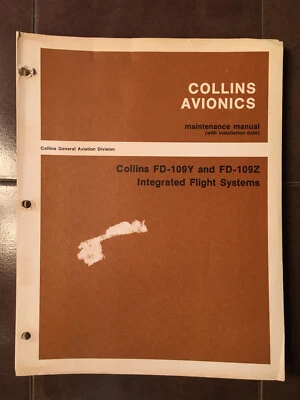 COLLINS
AVIONICS
maintenance manual
(with installation data)
Collins General Aviation Division
Collins FD-109Y and FD-109Z
Integrated Flight Systems